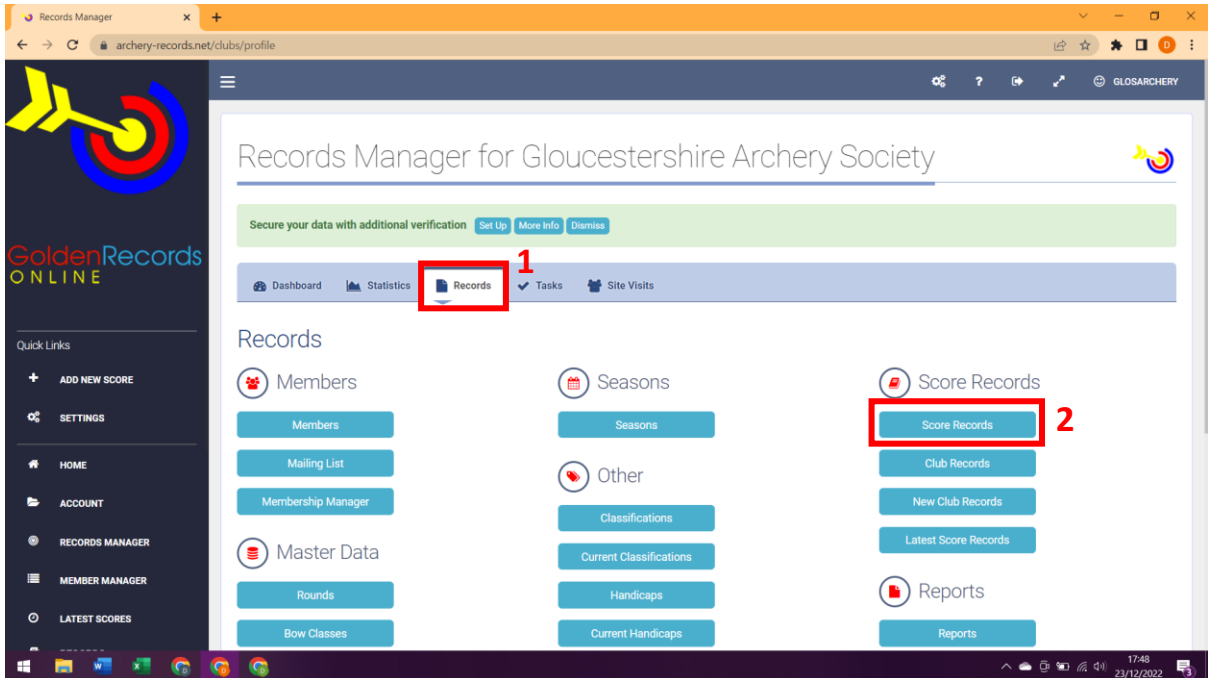 Records Manager
archery-records.net/clubs/profile
D
GLOSARCHERY
GoldenRecords
ONLINE
Quick Links
ADD NEW SCORE
SETTINGS
HOME
ACCOUNT
RECORDS MANAGER
MEMBER MANAGER
LATEST SCORES
Records Manager for Gloucestershire Archery Society
Secure your data with additional verification Set Up More Info Dismiss
1
Dashboard Statistics Records Tasks Site Visits
Records
Members
Members
Mailing List
Membership Manager
Master Data
Rounds
Bow Classes
Seasons
Seasons
Other
Classifications
Current Classifications
Handicaps
Current Handicaps
Score Records
Score Records
2
Club Records
New Club Records
Latest Score Records
Reports
Reports
17:48
23/12/2022
3